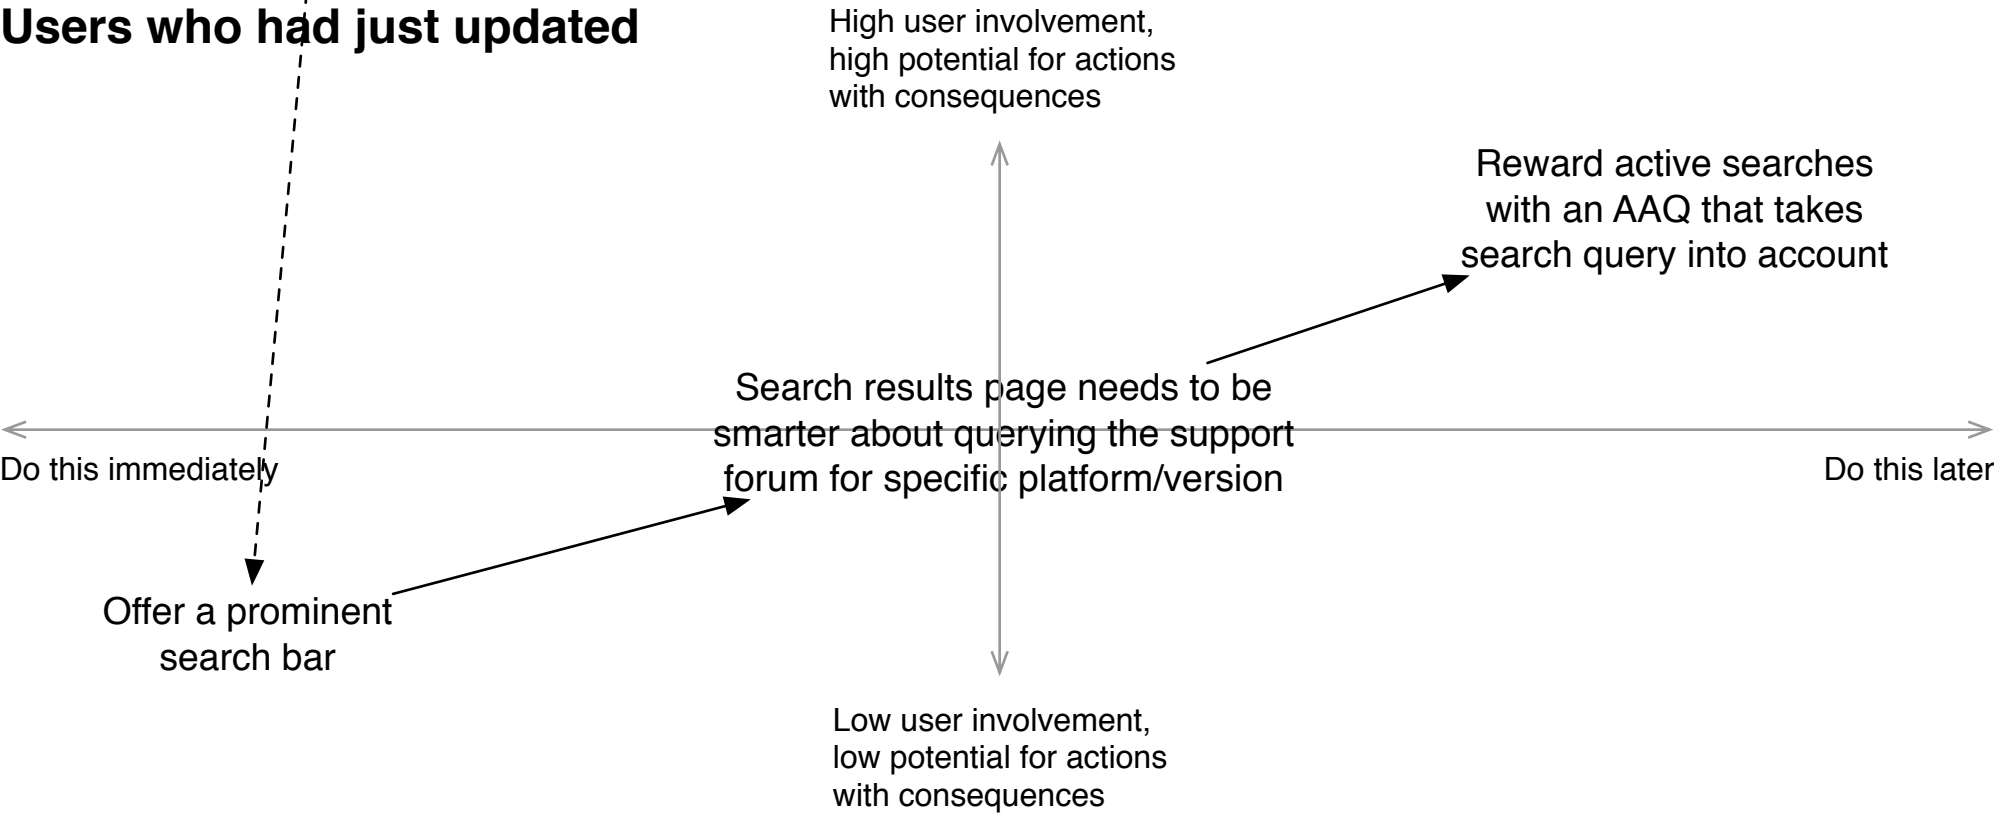 Users who had just updated
High user involvement,
high potential for actions
with consequences
Reward active searches
with an AAQ that takes
search query into account
Search results page needs to be
smarter about querying the support
forum for specific platform/version
Do this immediately
Do this later
Offer a prominent
search bar
Low user involvement,
low potential for actions
with consequences